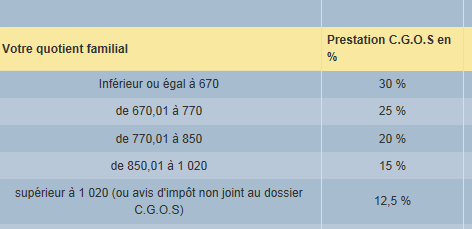 Votre quotient familial
Prestation C.G.O.S en
%
Inférieur ou égal à 670
30 %
de 670,01 à 770
25 %
de 770,01 à 850
20 %
de 850,01 à 1 020
15 %
supérieur à 1 020 (ou avis d'impôt non joint au dossier
C.G.O.S)
12,5 %